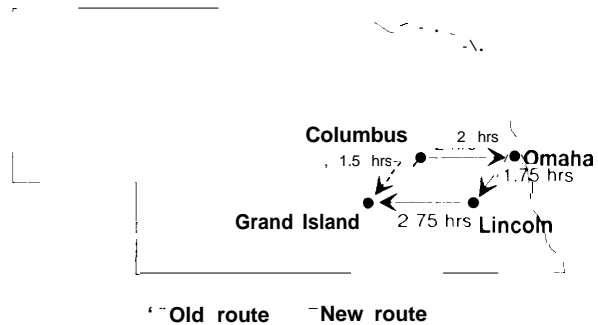 Columbus
2 hrs
1.5 hrs
Omaha
1.75 hrs
Grand Island
2 75 hrs
Lincoln
Old route New route